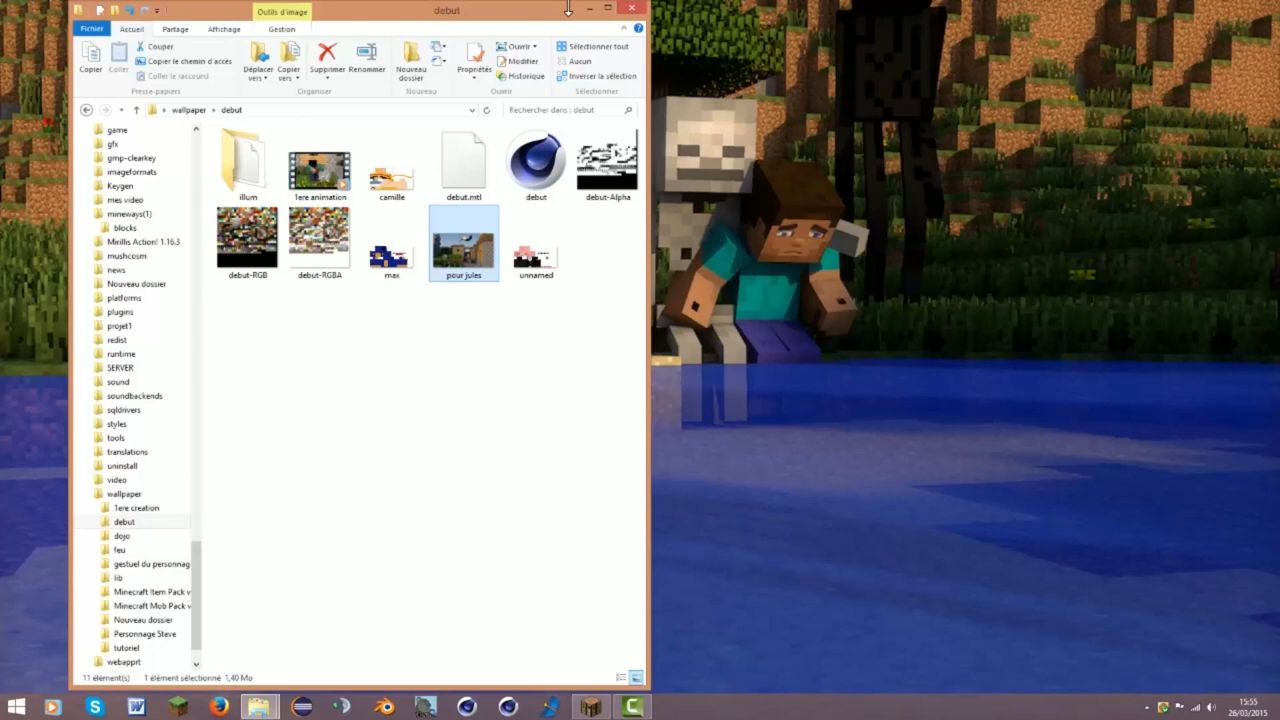 Outils d'image
debut
Fichier
Accueil
Partage
Affichage
Gestion
Copier
Coller
Couper
Copier le chemin d'accès
Coller le raccourci
Presse-papiers
Déplacer vers
Copier vers
Supprimer
Renommer
Organiser
Nouveau dossier
Nouveau
Propriétés
Ouvrir
Modifier
Historique
Ouvrir
Sélectionner tout
Aucun
Inverser la sélection
Sélectionner
wallpaper
debut
Rechercher dans : debut
game
gfx
gmp-clearkey
imageformats
Keygen
mes video
mineways(1)
blocks
Mirillis Action! 1.16.3
mushcosm
news
Nouveau dossier
platforms
plugins
projet1
redist
runtime
SERVER
sound
soundbackends
sqldrivers
styles
tools
translations
uninstall
video
wallpaper
1ere creation
debut
dojo
feu
gestuel du personnag
lib
Minecraft Item Pack v
Minecraft Mob Pack v
Nouveau dossier
Personnage Steve
tutoriel
webapprt
illum
1ere animation
camille
debut.mtl
debut
debut-Alpha
debut-RGB
debut-RGBA
max
pour jules
unnamed
11 élément(s)
1 élément sélectionné 1,40 Mo
15:55
26/03/2015